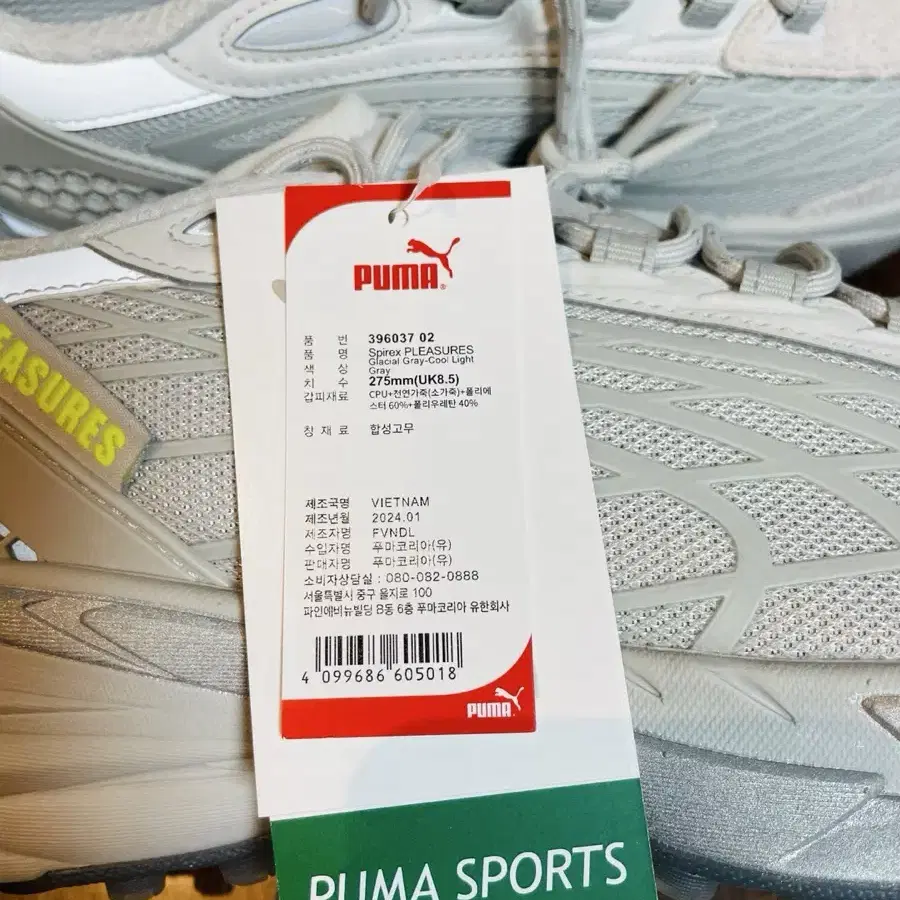 EASURES
PUMA
품 번 396037 02
품 명 Spirex PLEASURES
색 상 Glacial Gray-Cool Light
Gray
치 수 275mm(UK8.5)
갑피재료 CPU+천연가죽(소가죽)+폴리에
스터 60%+폴리우레탄 40%
창 재 료 합성고무
제조국명 VIETNAM
제조년월 2024.01
제조자명 FVNDL
수입자명 푸마코리아(유)
판매자명 푸마코리아(유)
소비자상담실 : 080-082-0888
서울특별시 중구 을지로 100
파인에비뉴빌딩 B동 6층 푸마코리아 유한회사
4 099686 605018
PUMA
PUMA SPORTS